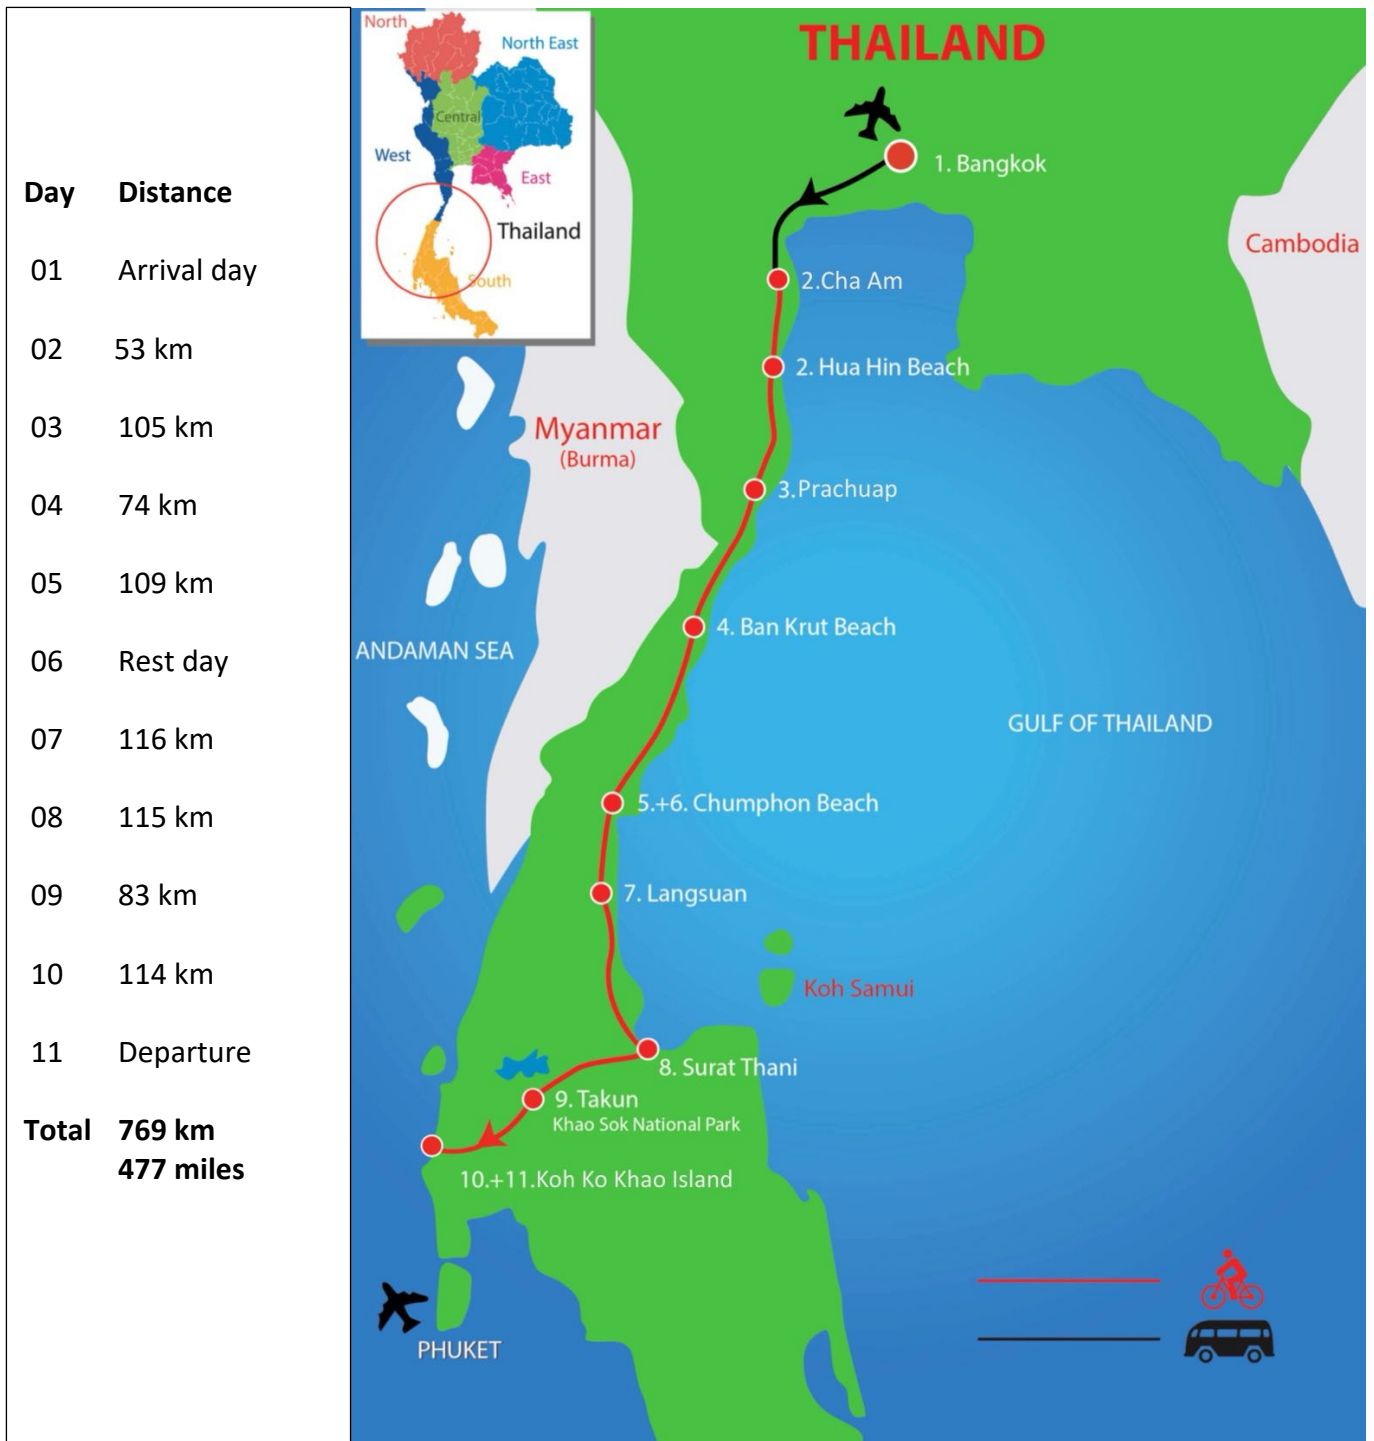 Day Distance
01 Arrival day
02 53 km
03 105 km
04 74 km
05 109 km
06 Rest day
07 116 km
08 115 km
09 83 km
10 114 km
11 Departure
Total 769 km
477 miles
North
North East
Central
West
East
Thailand
South
THAILAND
1. Bangkok
Cambodia
2.Cha Am
2. Hua Hin Beach
Myanmar
(Burma)
3.Prachuap
4. Ban Krut Beach
ANDAMAN SEA
GULF OF THAILAND
5.+6. Chumphon Beach
7. Langsuan
Koh Samui
8. Surat Thani
9. Takun
Khao Sok National Park
10.+11.Koh Ko Khao Island
PHUKET